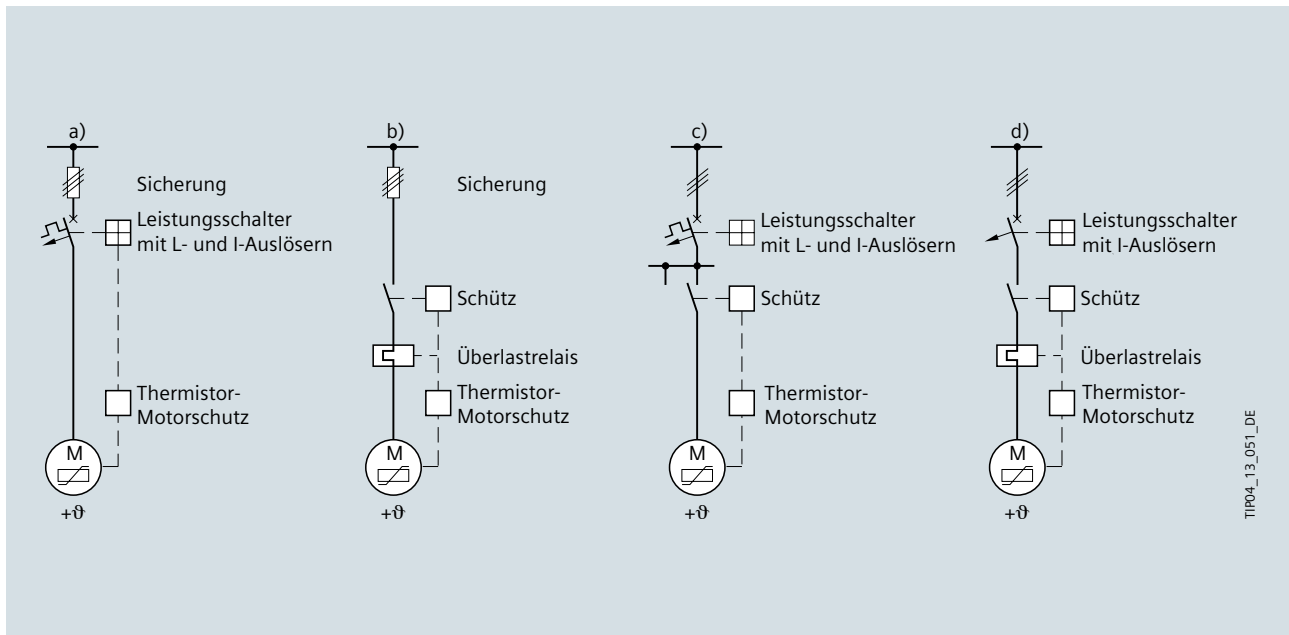 a)
Sicherung
Leistungsschalter
mit L- und I-Auslösern
Thermistor-
Motorschutz
M
+ϑ
b)
Sicherung
Schütz
Überlastrelais
Thermistor-
Motorschutz
M
+ϑ
c)
Leistungsschalter
mit L- und I-Auslösern
Schütz
Thermistor-
Motorschutz
M
+ϑ
d)
Leistungsschalter
mit I-Auslösern
Schütz
Überlastrelais
Thermistor-
Motorschutz
M
+ϑ
TIP04_13_051_DE